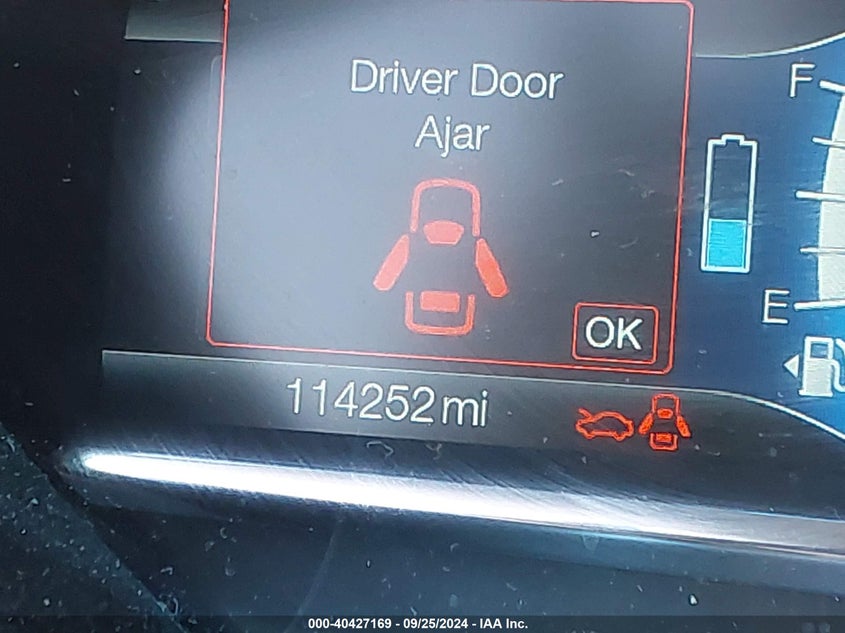 Driver Door
Ajar
F
E
OK
114252 mi
000-40427169 - 09/25/2024 - IAA Inc.